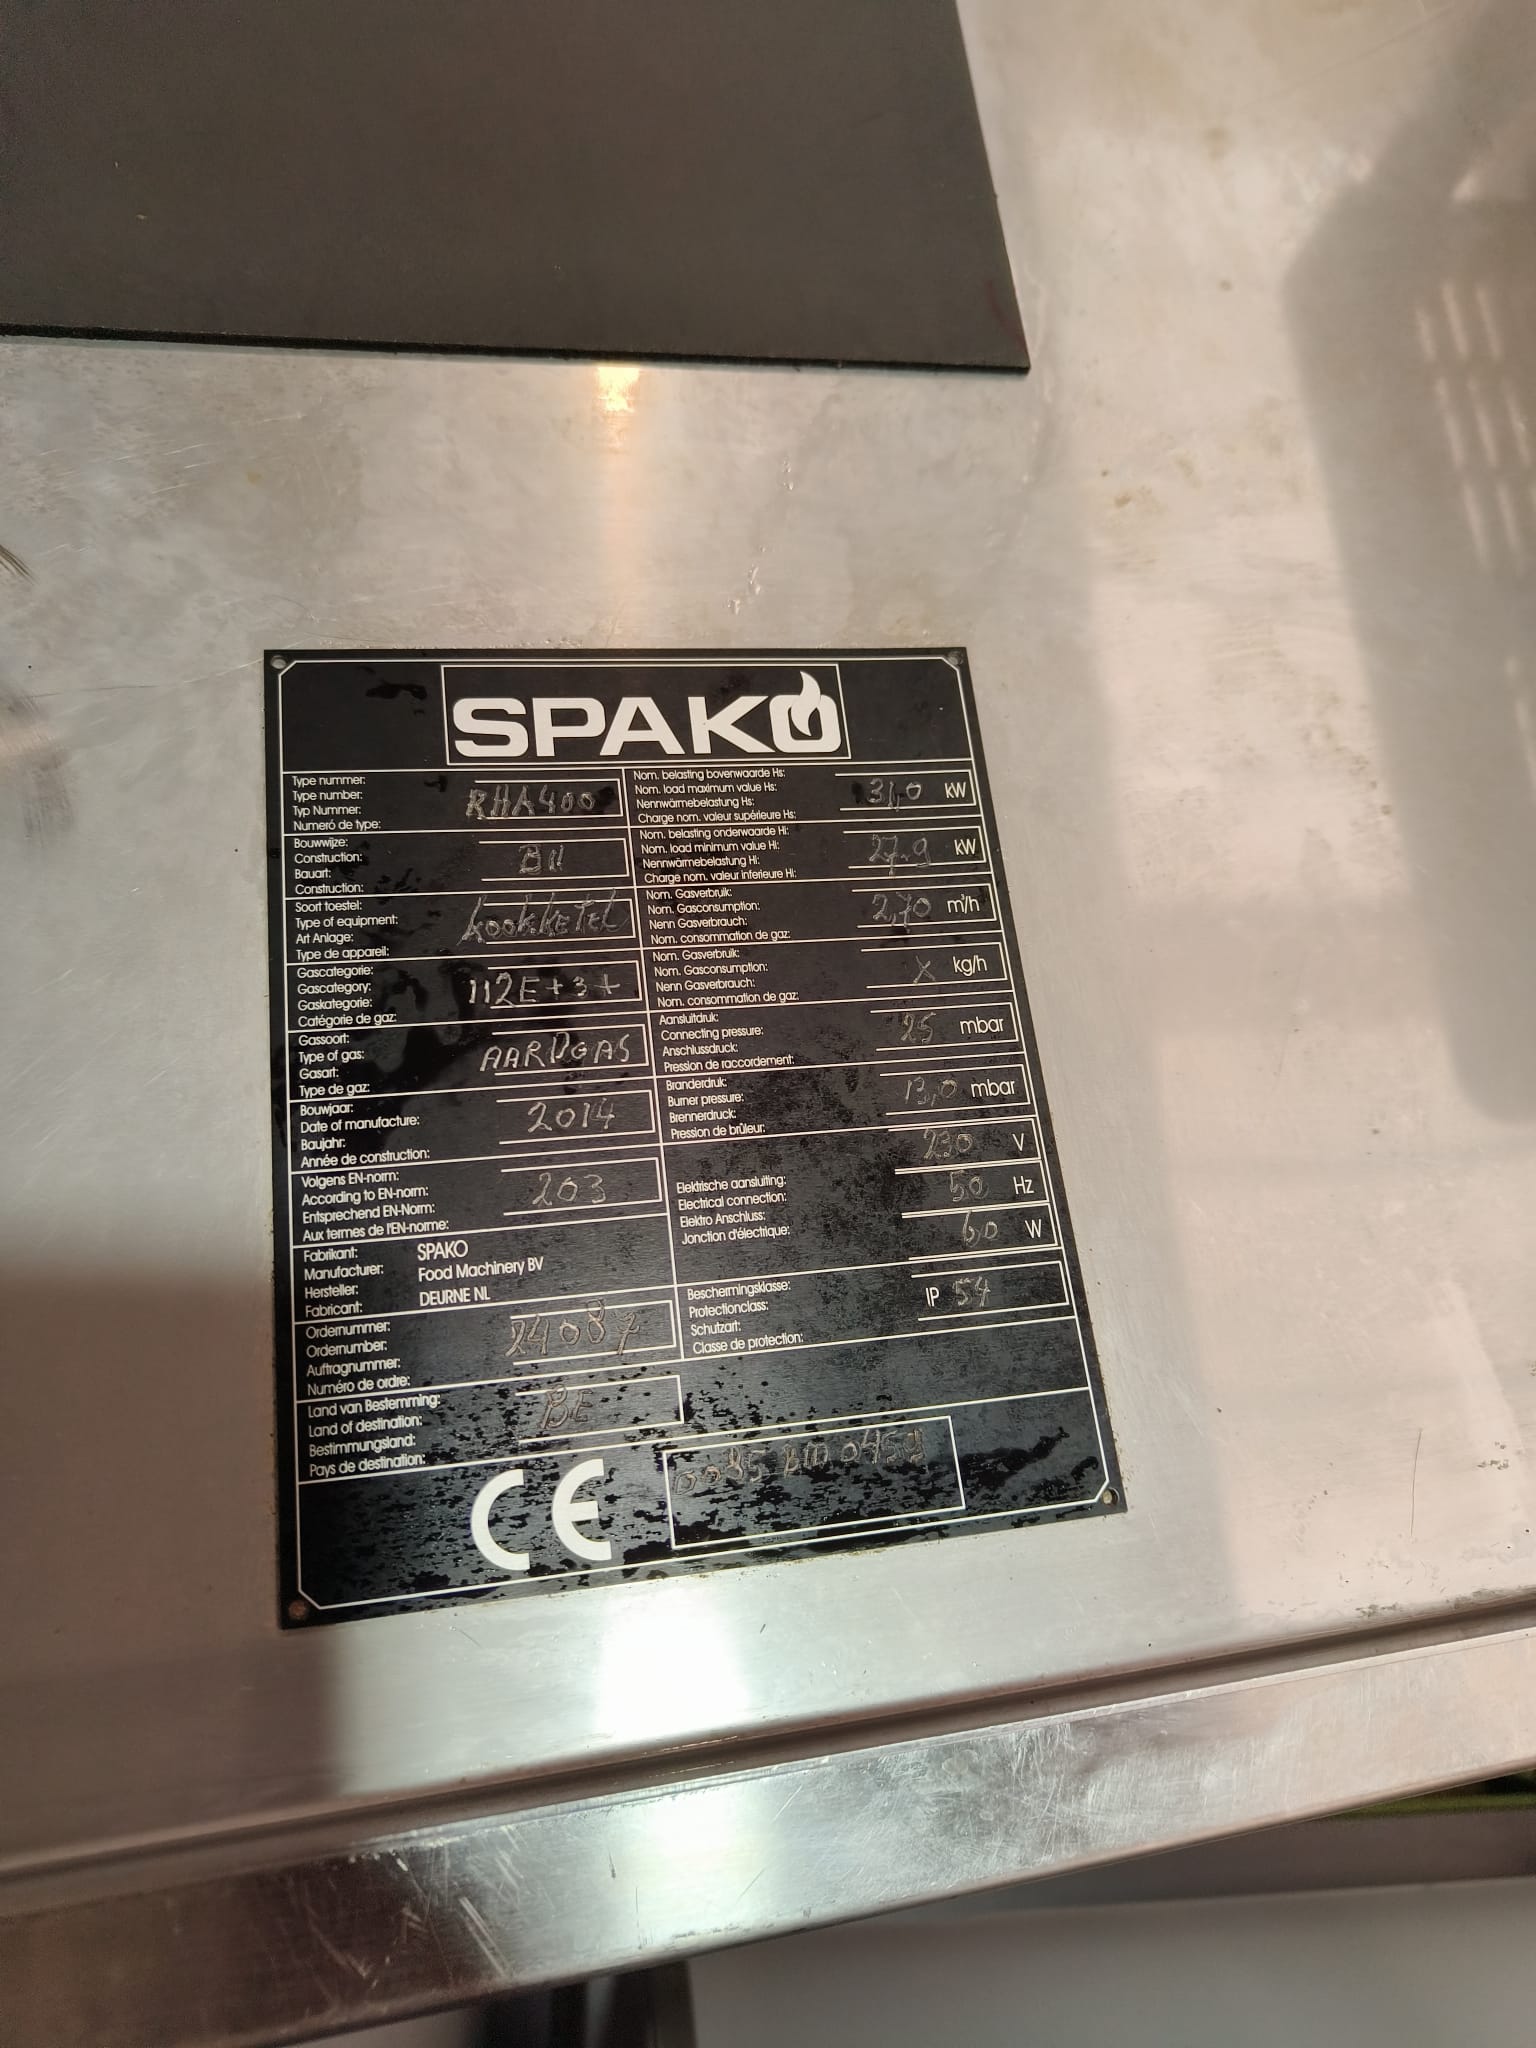 SPAKO
Type nummer:
Type number:
Typ Nummer:
Numeró de type:
RHA400
Bouwwijze:
Construction:
Bauart:
Construction:
B11
Soort toestel:
Type of equipment:
Art Anlage:
Type de appareil:
kookketel
Gascategorie:
Gascategory:
Gaskategorie:
Catégorie de gaz:
112E+3+
Gassoort:
Type of gas:
Gasart:
Type de gaz:
AARDGAS
Bouwjaar:
Date of manufacture:
Baujahr:
Année de construction:
2014
Volgens EN-norm:
According to EN-norm:
Entsprechend EN-Norm:
Aux termes de l'EN-norme:
203
Fabrikant: SPAKO
Manufacturer: Food Machinery BV
Hersteller:
Fabricant: DEURNE NL
Ordernummer:
Ordernumber:
Auftragnummer:
Numéro de ordre:
24087
Land van Bestemming:
Land of destination:
Bestimmungsland:
Pays de destination:
BE
Nom. belasting bovenwaarde Hs:
Nom. load maximum value Hs:
Nennwärmebelastung Hs:
Charge nom. valeur supérieure Hs:
31,0 kW
Nom. belasting onderwaarde Hi:
Nom. load minimum value Hi:
Nennwärmebelastung Hi:
Charge nom. valeur inferieure Hi:
27.9 kW
Nom. Gasverbruik:
Nom. Gasconsumption:
Nenn Gasverbrauch:
Nom. consommation de gaz:
2,70 m³/h
Nom. Gasverbruik:
Nom. Gasconsumption:
Nenn Gasverbrauch:
Nom. consommation de gaz:
X kg/h
Aansluitdruk:
Connecting pressure:
Anschlussdruck:
Pression de raccordement:
25 mbar
Branderdruk:
Burner pressure:
Brennerdruck:
Pression de brûleur:
13,0 mbar
Elektrische aansluiting:
Electrical connection:
Elektro Anschluss:
Jonction d'électrique:
230 V
50 Hz
60 W
Beschermingsklasse:
Protectionclass:
Schutzart:
Classe de protection:
IP 54
CE
0085 BM 0459